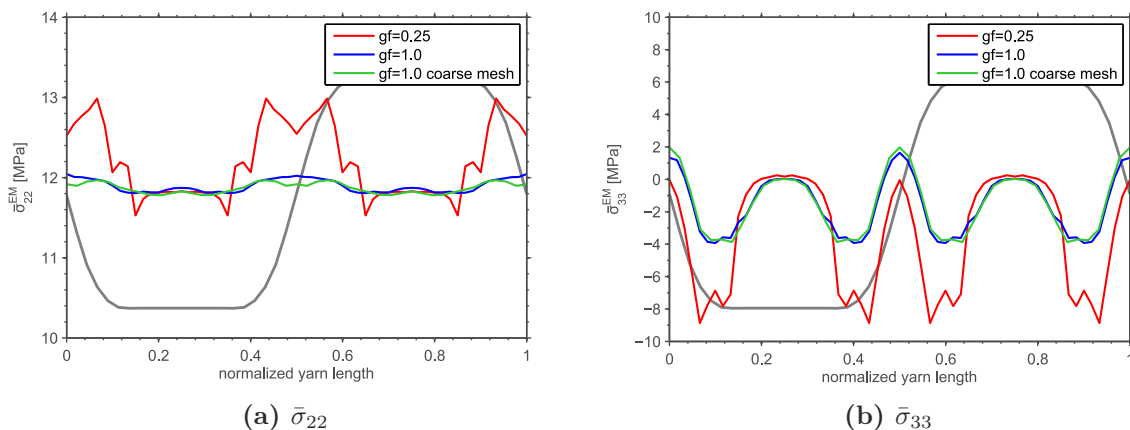 14
13
12
11
10
σ̄₂₂ᴱᴹ [MPa]
gf=0.25
gf=1.0
gf=1.0 coarse mesh
0 0.2 0.4 0.6 0.8 1
normalized yarn length
(a) σ̄₂₂
10
8
6
4
2
0
−2
−4
−6
−8
−10
σ̄₃₃ᴱᴹ [MPa]
gf=0.25
gf=1.0
gf=1.0 coarse mesh
0 0.2 0.4 0.6 0.8 1
normalized yarn length
(b) σ̄₃₃